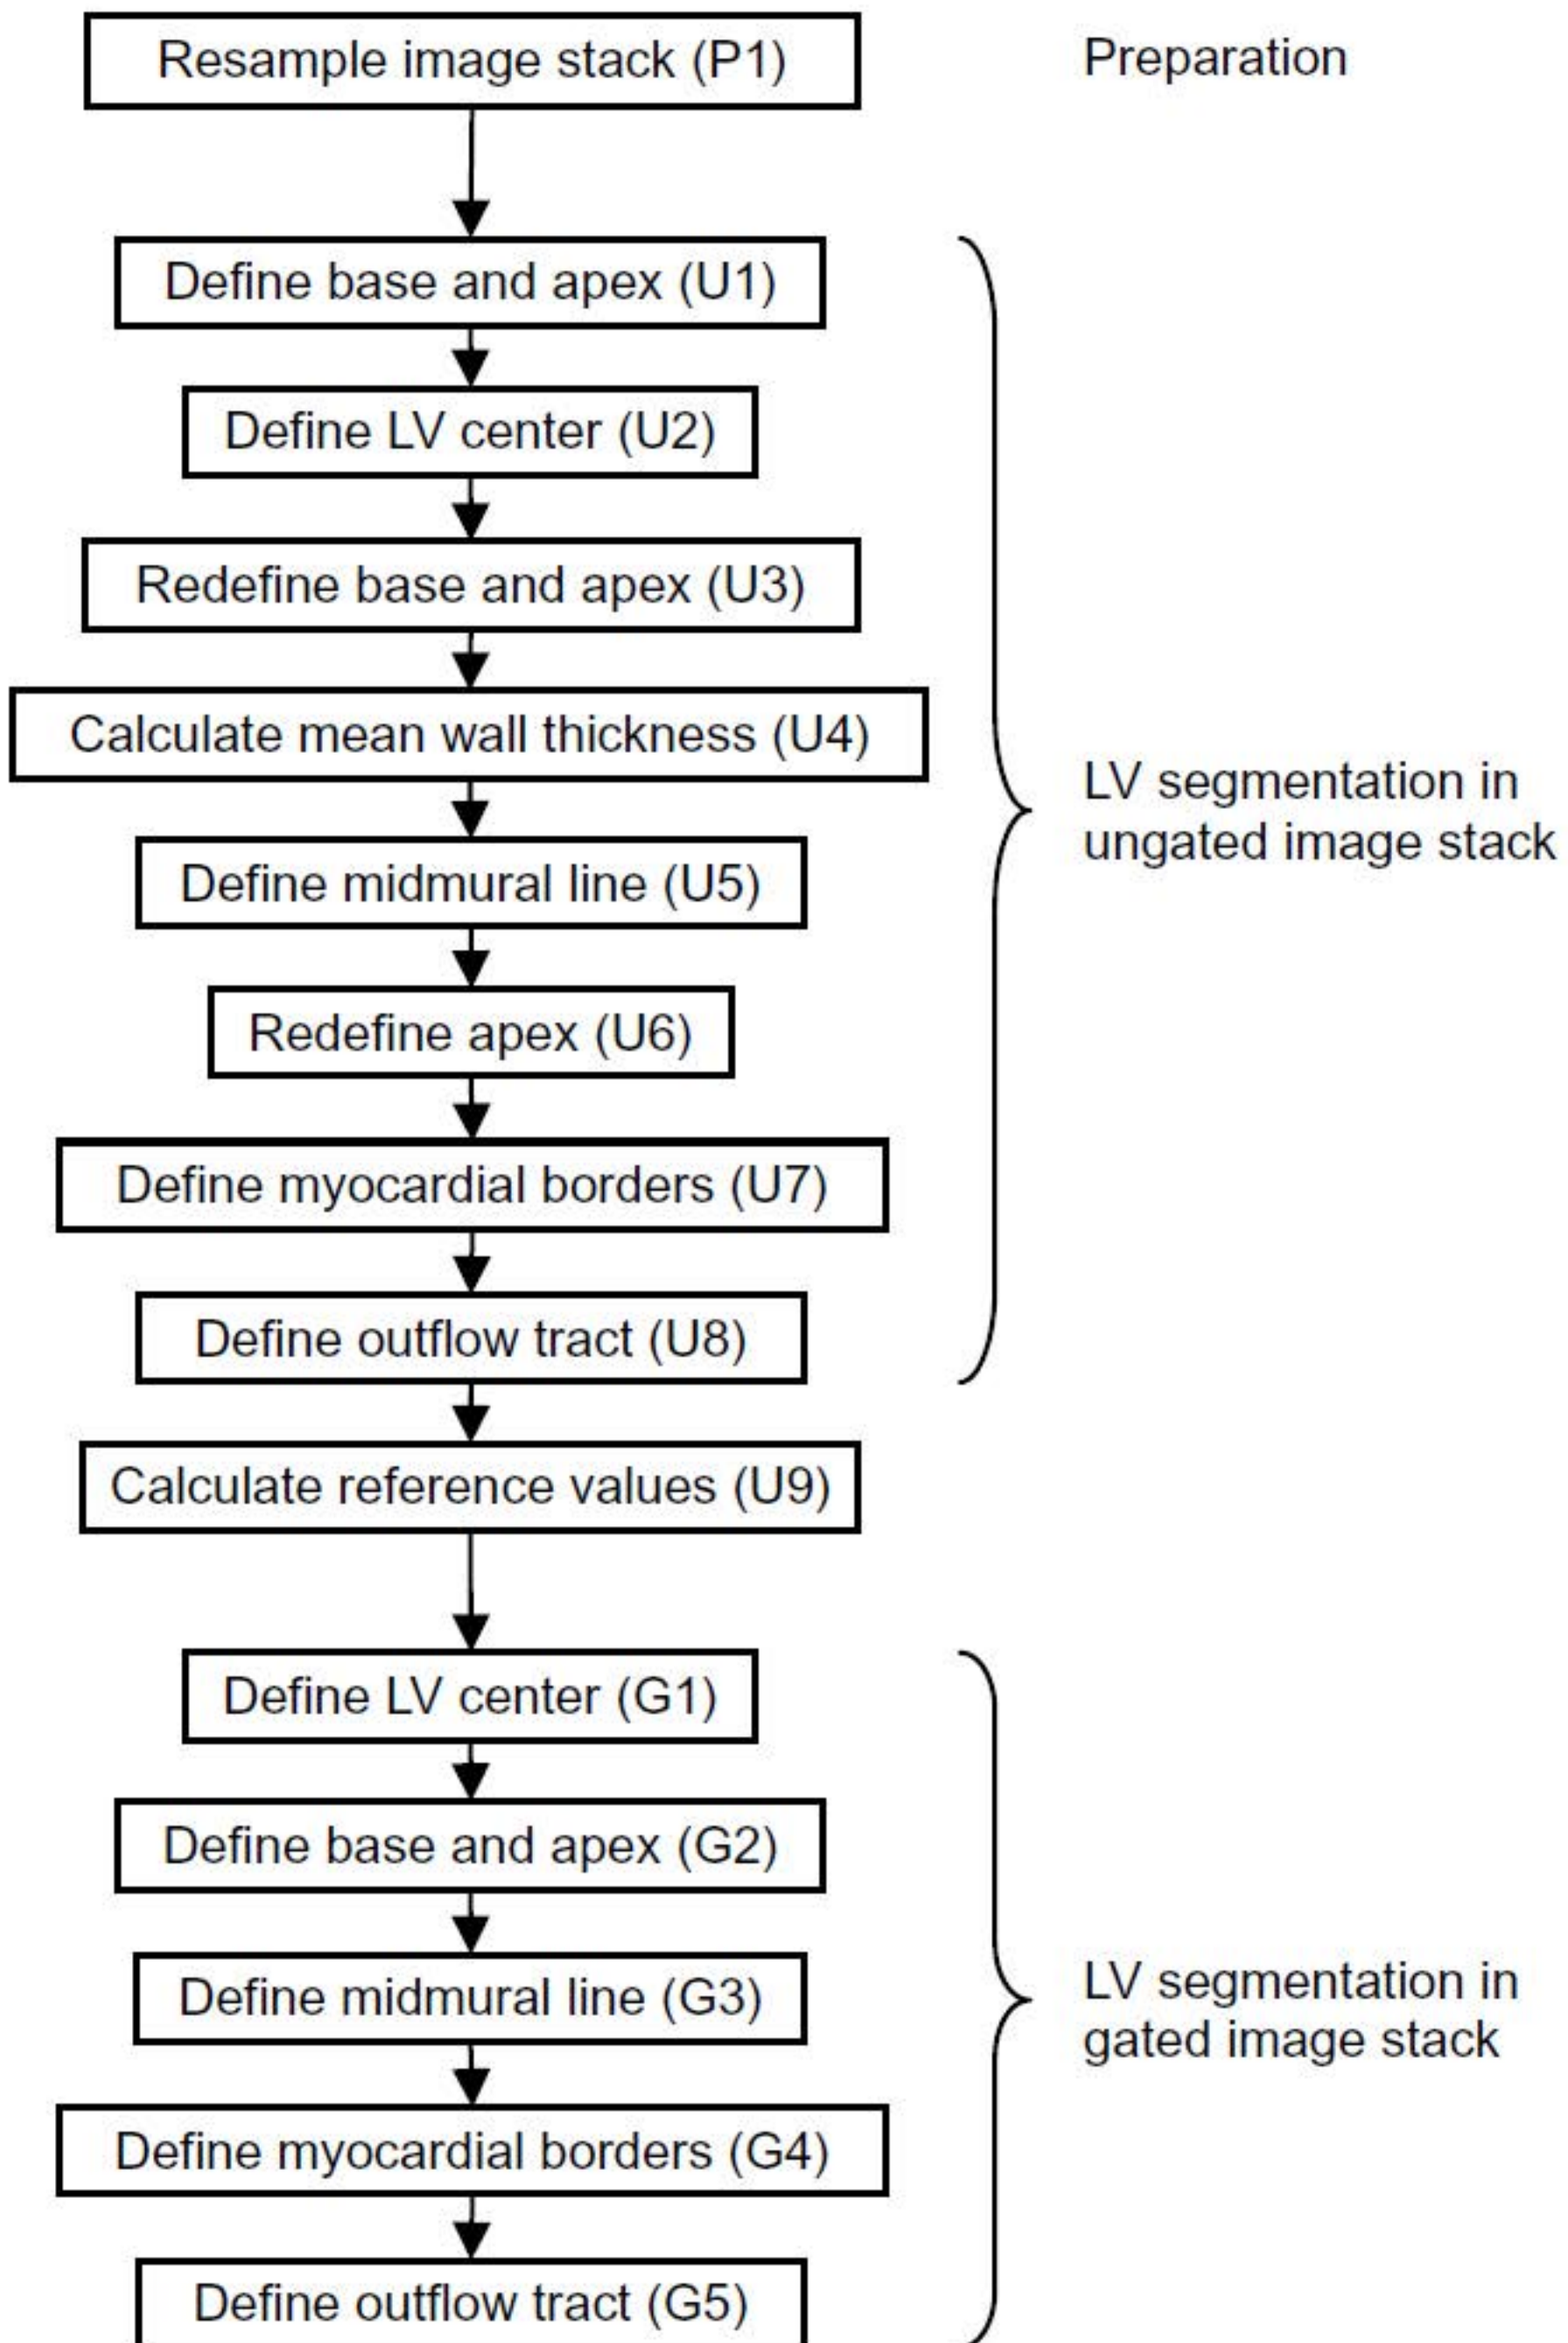 Resample image stack (P1)
Preparation
Define base and apex (U1)
Define LV center (U2)
Redefine base and apex (U3)
Calculate mean wall thickness (U4)
LV segmentation in
ungated image stack
Define midmural line (U5)
Redefine apex (U6)
Define myocardial borders (U7)
Define outflow tract (U8)
Calculate reference values (U9)
Define LV center (G1)
Define base and apex (G2)
Define midmural line (G3)
LV segmentation in
gated image stack
Define myocardial borders (G4)
Define outflow tract (G5)